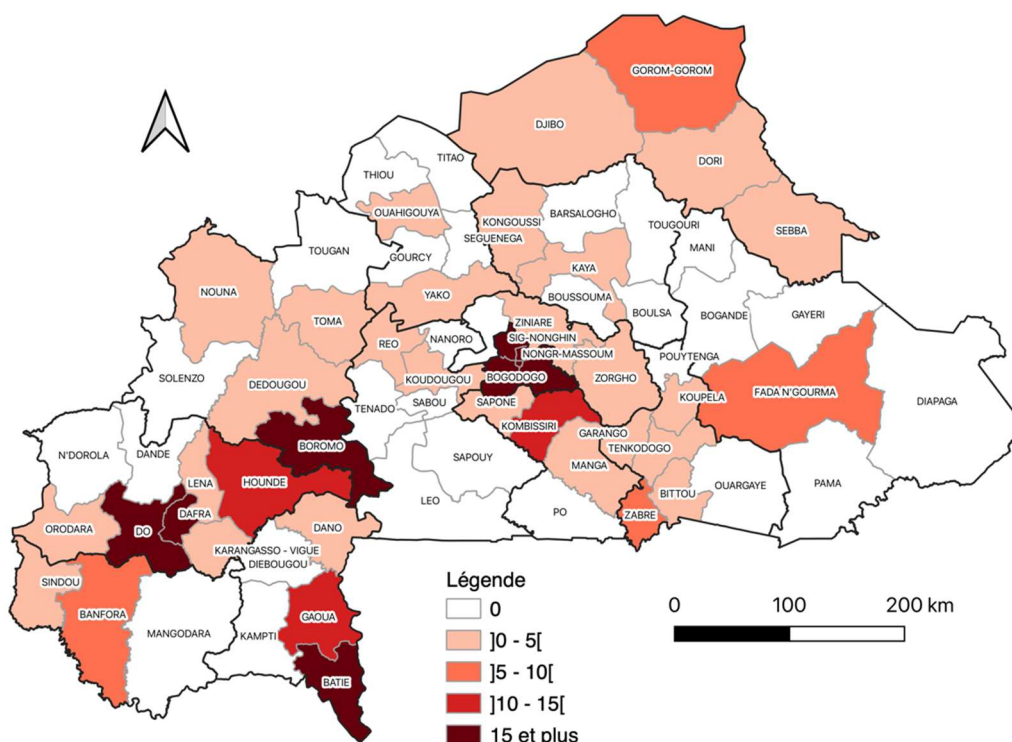 GOROM-GOROM
DJIBO
TITAO
DORI
THIOU
OUAHIGOUYA
KONGOUSSI
BARSALOGHO
TOUGOURI
SEBBA
SEGUENEGA
TOUGAN
MANI
GOURCY
KAYA
NOUNA
YAKO
BOUSSOUMA
TOMA
BOULSA
BOGANDE
GAYERI
ZINIARE
SIG-NONGHIN
REO
NANORO
NONGR-MASSOUM
POUYTENGA
SOLENZO
KOUDOUGOU
BOGODOGO
ZORGHO
DEDOUGOU
KOUPELA
FADA N'GOURMA
SABOU
SAPONE
DIAPAGA
TENADO
KOMBISSIRI
GARANGO
BOROMO
TENKODOGO
N'DOROLA
DANDE
SAPOUY
MANGA
LENA
HOUNDE
OUARGAYE
PAMA
BITTOU
LEO
PO
ZABRE
DAFRA
ORODARA
DO
DANO
KARANGASSO - VIGUE
DIEBOUGOU
SINDOU
BANFORA
GAOUA
MANGODARA
KAMPTI
BATIE
Légende
0
]0 - 5[
]5 - 10[
]10 - 15[
15 et plus
0 100 200 km